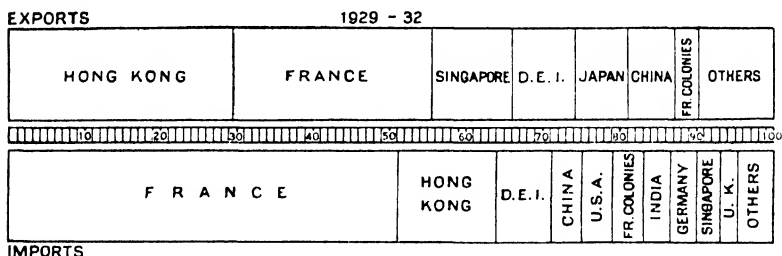 EXPORTS 1929 - 32
HONG KONG FRANCE SINGAPORE D.E.I. JAPAN CHINA FR.COLONIES OTHERS
10 20 30 40 50 60 70 80 90 100
FRANCE HONG KONG D.E.I. CHINA U.S.A. FR.COLONIES INDIA GERMANY SINGAPORE U.K. OTHERS
IMPORTS